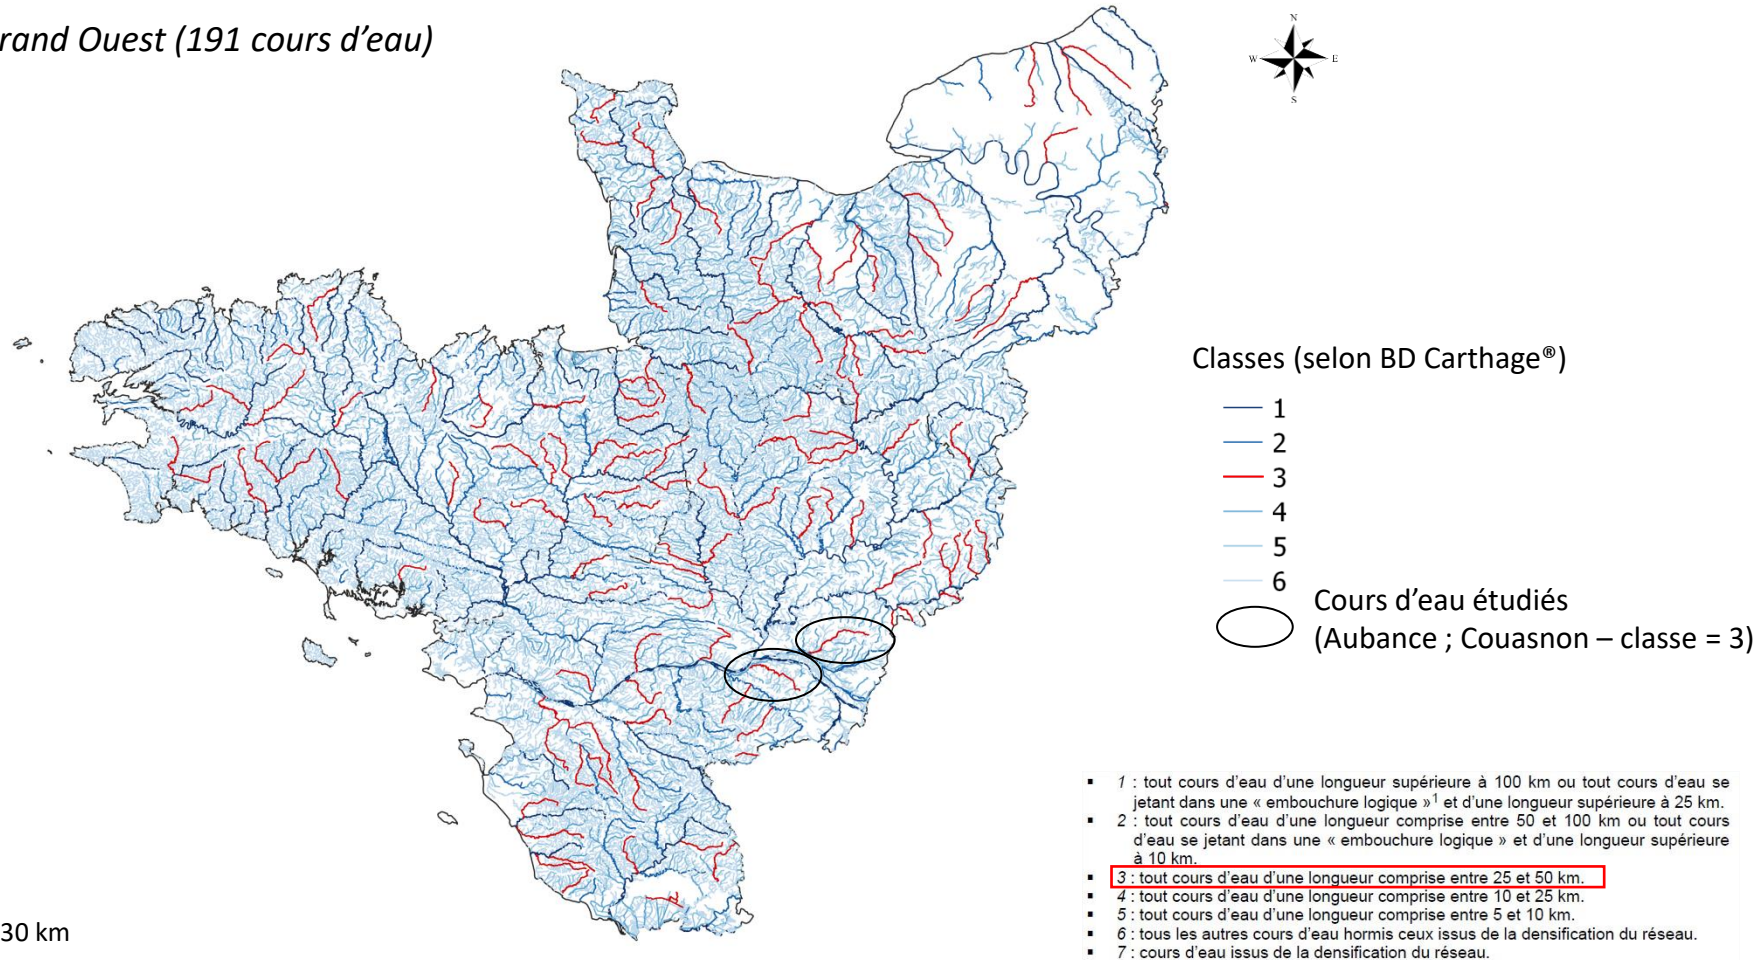 rand Ouest (191 cours d’eau)
N
W
E
S
Classes (selon BD Carthage®)
1
2
3
4
5
6
Cours d’eau étudiés
(Aubance ; Couasnon – classe = 3)
▪ 1 : tout cours d’eau d’une longueur supérieure à 100 km ou tout cours d’eau se
jetant dans une « embouchure logique »1 et d’une longueur supérieure à 25 km.
▪ 2 : tout cours d’eau d’une longueur comprise entre 50 et 100 km ou tout cours
d’eau se jetant dans une « embouchure logique » et d’une longueur supérieure
à 10 km.
▪ 3 : tout cours d’eau d’une longueur comprise entre 25 et 50 km.
▪ 4 : tout cours d’eau d’une longueur comprise entre 10 et 25 km.
▪ 5 : tout cours d’eau d’une longueur comprise entre 5 et 10 km.
▪ 6 : tous les autres cours d’eau hormis ceux issus de la densification du réseau.
▪ 7 : cours d’eau issus de la densification du réseau.
30 km